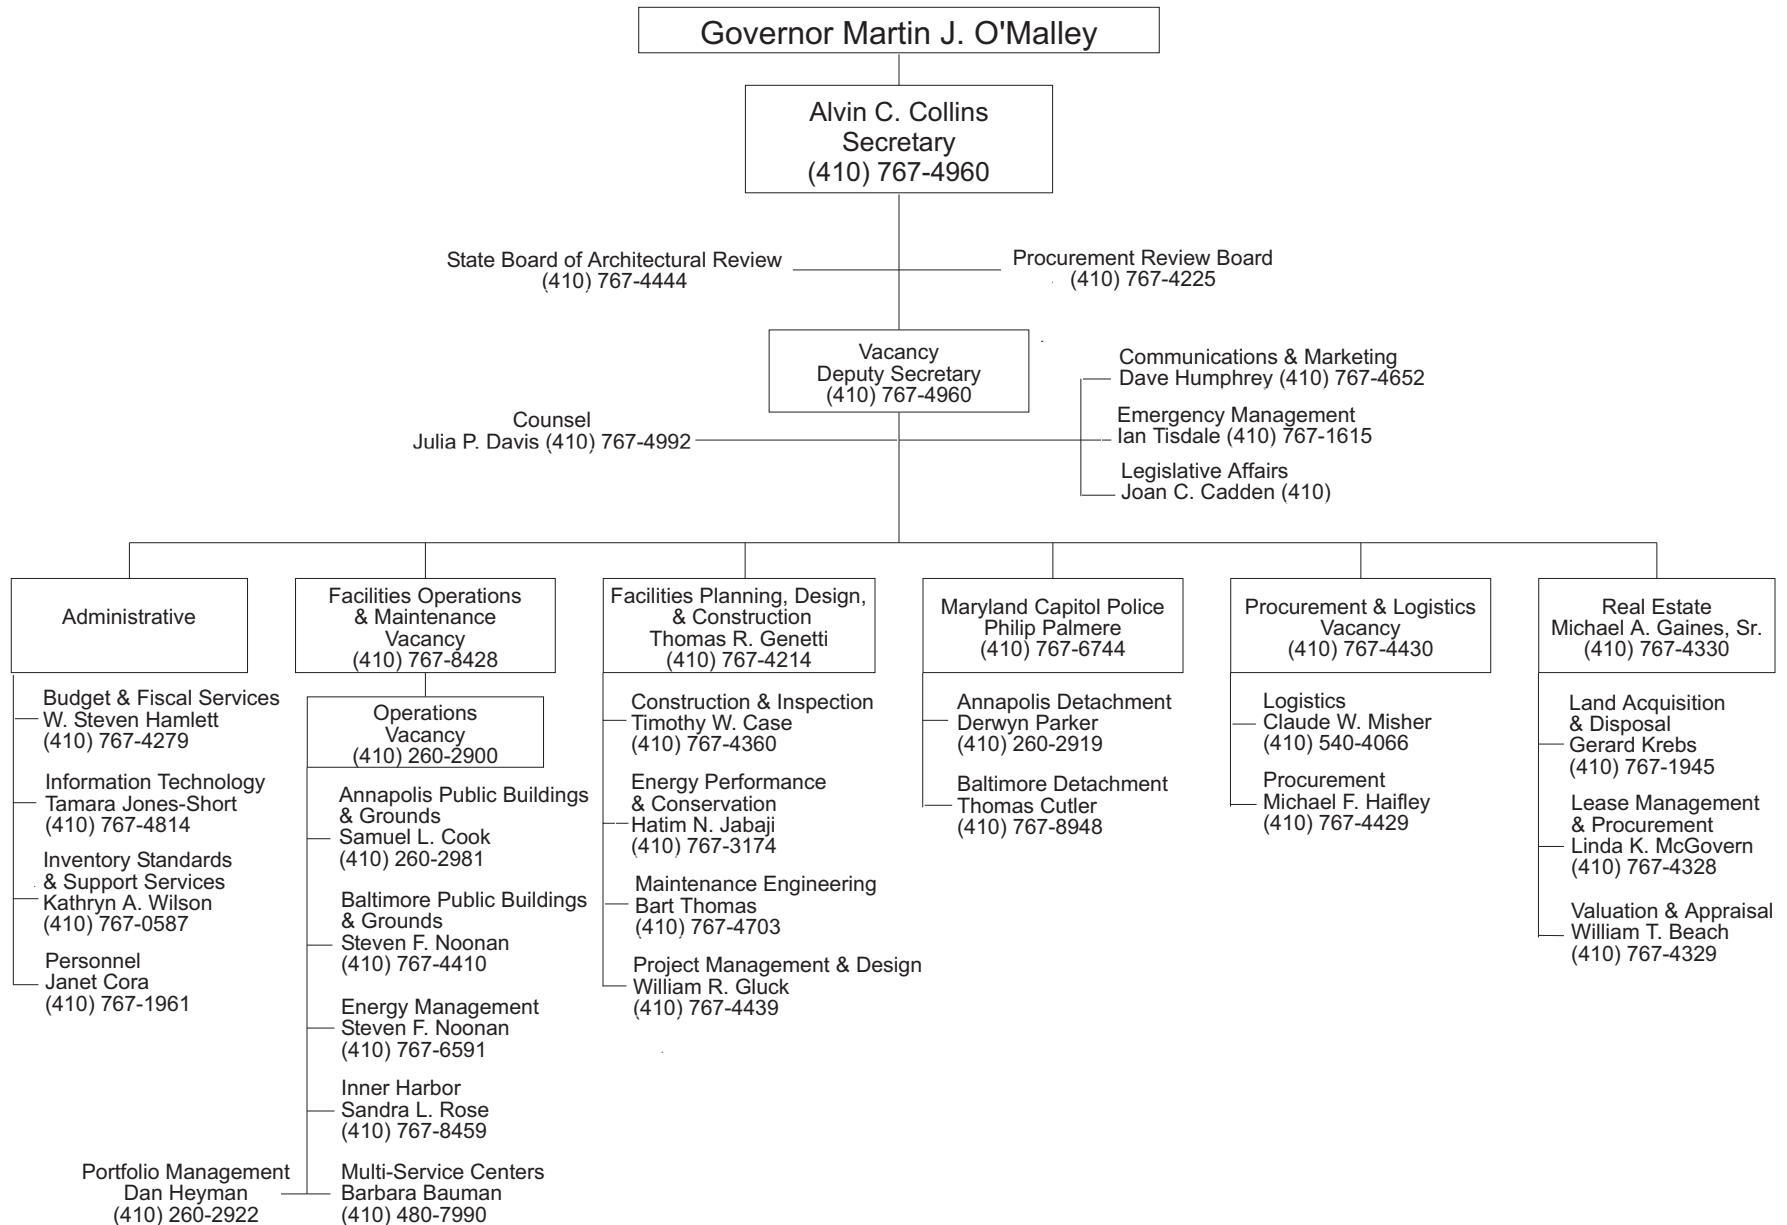 Governor Martin J. O'Malley
Alvin C. Collins
Secretary
(410) 767-4960
State Board of Architectural Review
(410) 767-4444
Procurement Review Board
(410) 767-4225
Vacancy
Deputy Secretary
(410) 767-4960
Counsel
Julia P. Davis (410) 767-4992
Communications & Marketing
Dave Humphrey (410) 767-4652
Emergency Management
Ian Tisdale (410) 767-1615
Legislative Affairs
Joan C. Cadden (410)
Administrative
Budget & Fiscal Services
W. Steven Hamlett
(410) 767-4279
Information Technology
Tamara Jones-Short
(410) 767-4814
Inventory Standards
& Support Services
Kathryn A. Wilson
(410) 767-0587
Personnel
Janet Cora
(410) 767-1961
Facilities Operations
& Maintenance
Vacancy
(410) 767-8428
Operations
Vacancy
(410) 260-2900
Annapolis Public Buildings
& Grounds
Samuel L. Cook
(410) 260-2981
Baltimore Public Buildings
& Grounds
Steven F. Noonan
(410) 767-4410
Energy Management
Steven F. Noonan
(410) 767-6591
Inner Harbor
Sandra L. Rose
(410) 767-8459
Portfolio Management
Dan Heyman
(410) 260-2922
Multi-Service Centers
Barbara Bauman
(410) 480-7990
Facilities Planning, Design,
& Construction
Thomas R. Genetti
(410) 767-4214
Construction & Inspection
Timothy W. Case
(410) 767-4360
Energy Performance
& Conservation
Hatim N. Jabaji
(410) 767-3174
Maintenance Engineering
Bart Thomas
(410) 767-4703
Project Management & Design
William R. Gluck
(410) 767-4439
Maryland Capitol Police
Philip Palmere
(410) 767-6744
Annapolis Detachment
Derwyn Parker
(410) 260-2919
Baltimore Detachment
Thomas Cutler
(410) 767-8948
Procurement & Logistics
Vacancy
(410) 767-4430
Logistics
Claude W. Misher
(410) 540-4066
Procurement
Michael F. Haifley
(410) 767-4429
Real Estate
Michael A. Gaines, Sr.
(410) 767-4330
Land Acquisition
& Disposal
Gerard Krebs
(410) 767-1945
Lease Management
& Procurement
Linda K. McGovern
(410) 767-4328
Valuation & Appraisal
William T. Beach
(410) 767-4329